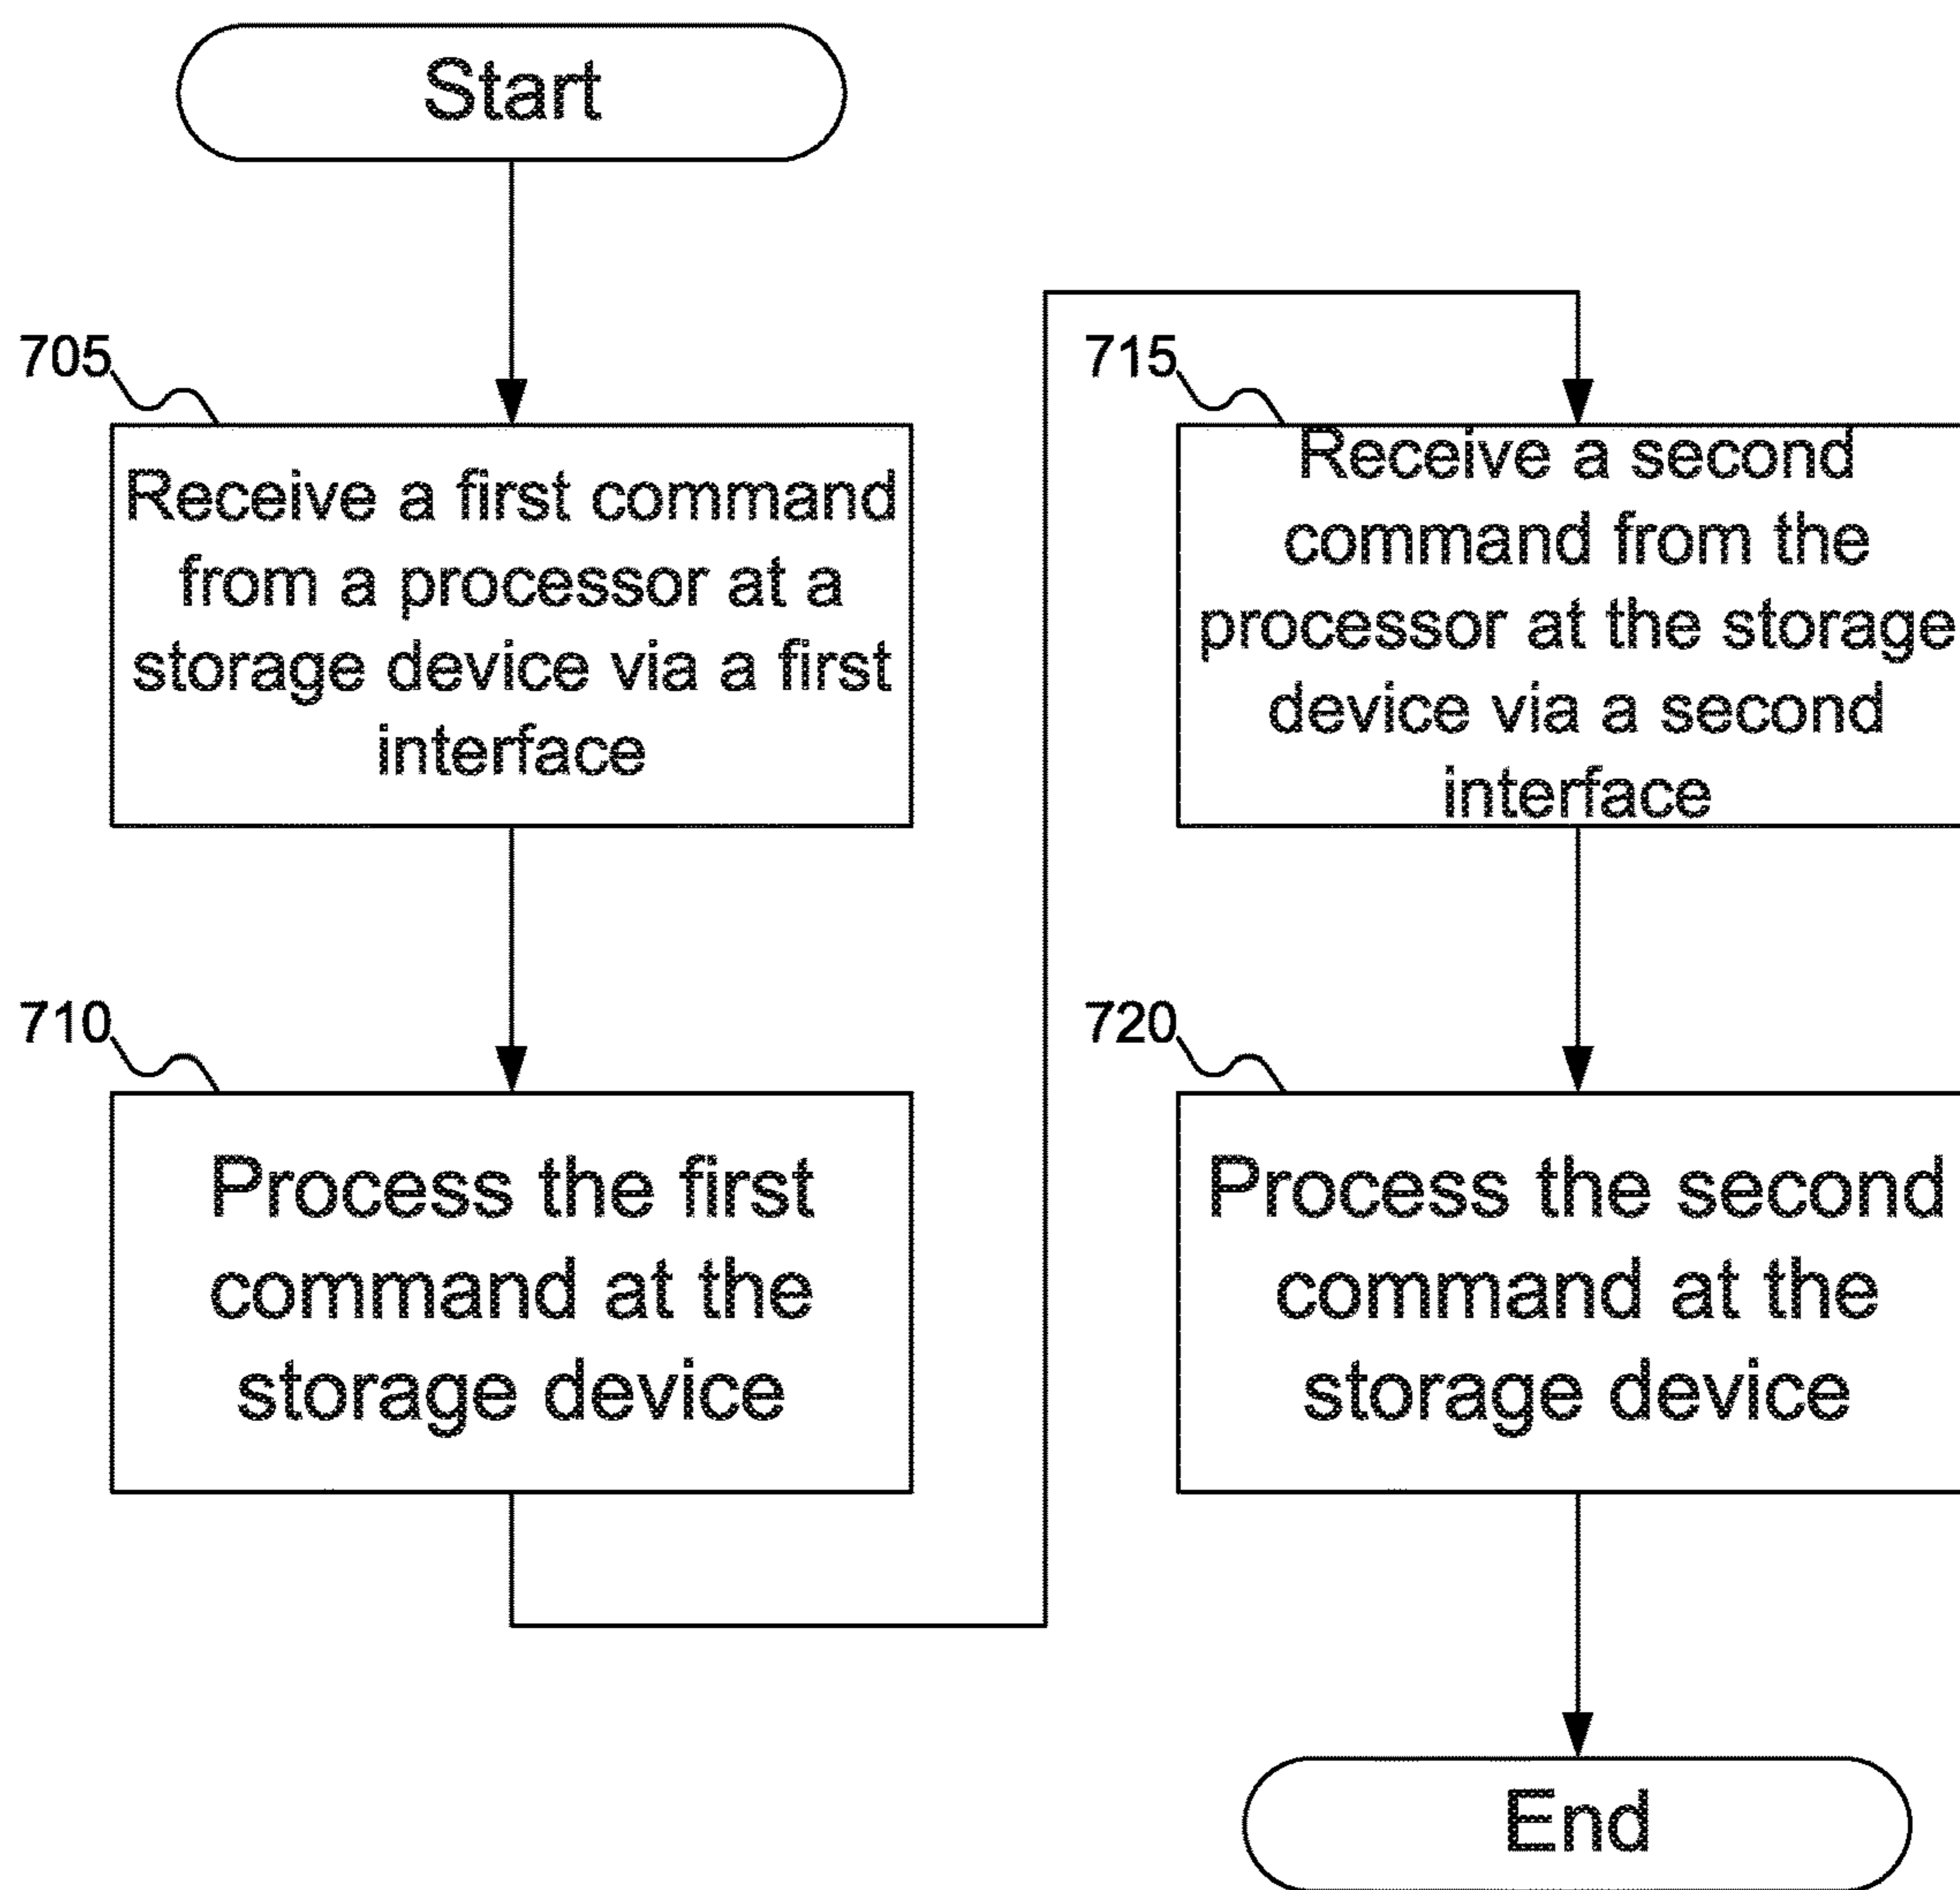 Start
705
Receive a first command
from a processor at a
storage device via a first
interface
710
Process the first
command at the
storage device
715
Receive a second
command from the
processor at the storage
device via a second
interface
720
Process the second
command at the
storage device
End